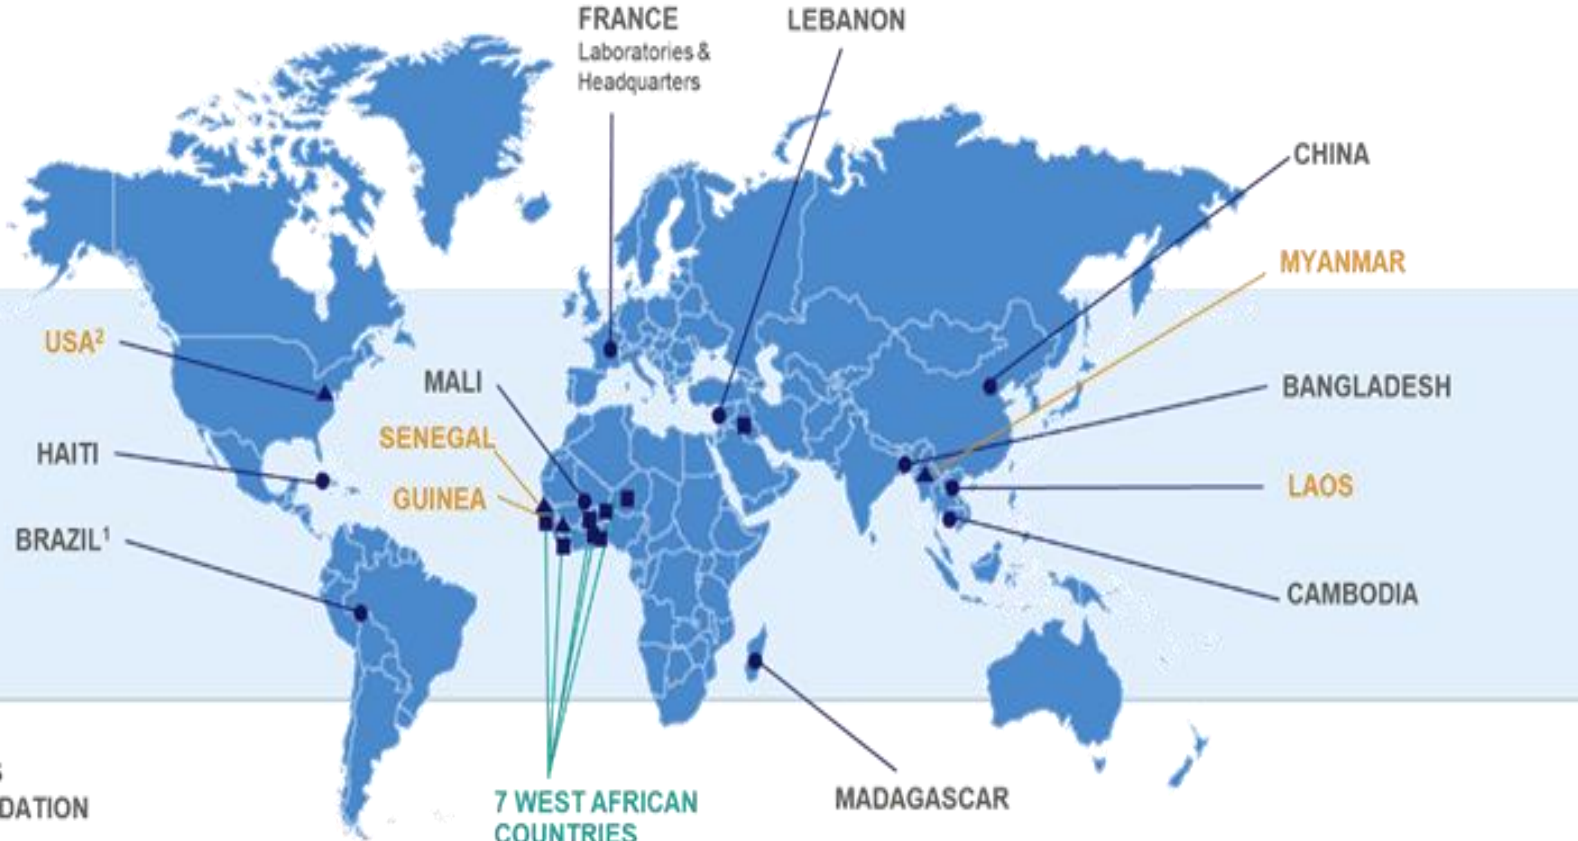 FRANCE
Laboratories &
Headquarters
LEBANON
CHINA
MYANMAR
USA²
MALI
BANGLADESH
SENEGAL
HAITI
GUINEA
LAOS
BRAZIL¹
CAMBODIA
MADAGASCAR
S
DATION
7 WEST AFRICAN
COUNTRIES